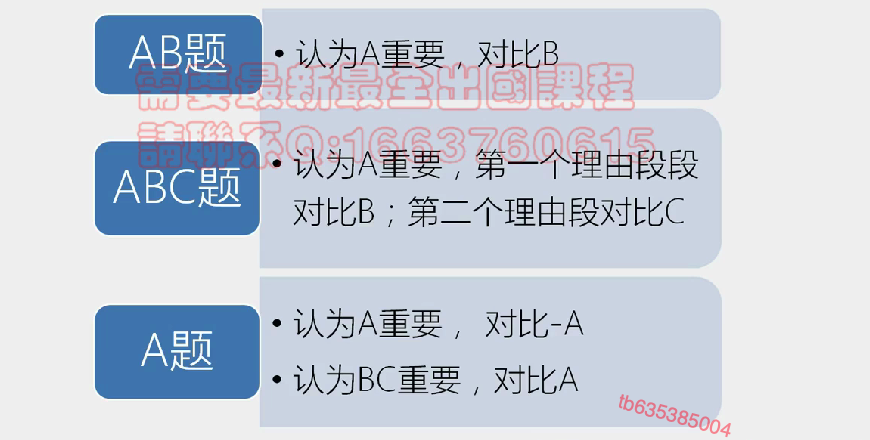 AB题
• 认为A重要，对比B
需要最新最全出國課程
請聯系Q:1663760615
ABC题
• 认为A重要，第一个理由段段
对比B；第二个理由段对比C
A题
• 认为A重要， 对比-A
• 认为BC重要，对比A
tb635385004